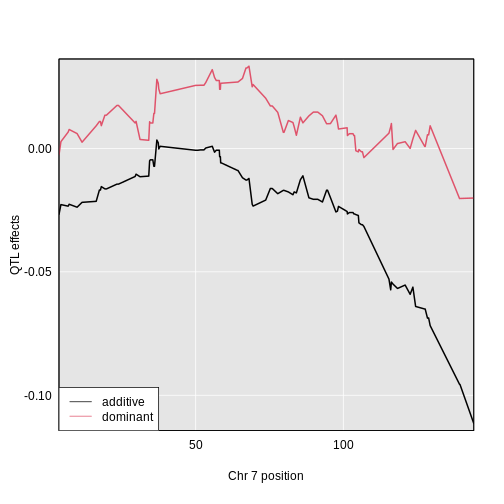 0.00
-0.05
-0.10
QTL effects
additive
dominant
50 100
Chr 7 position